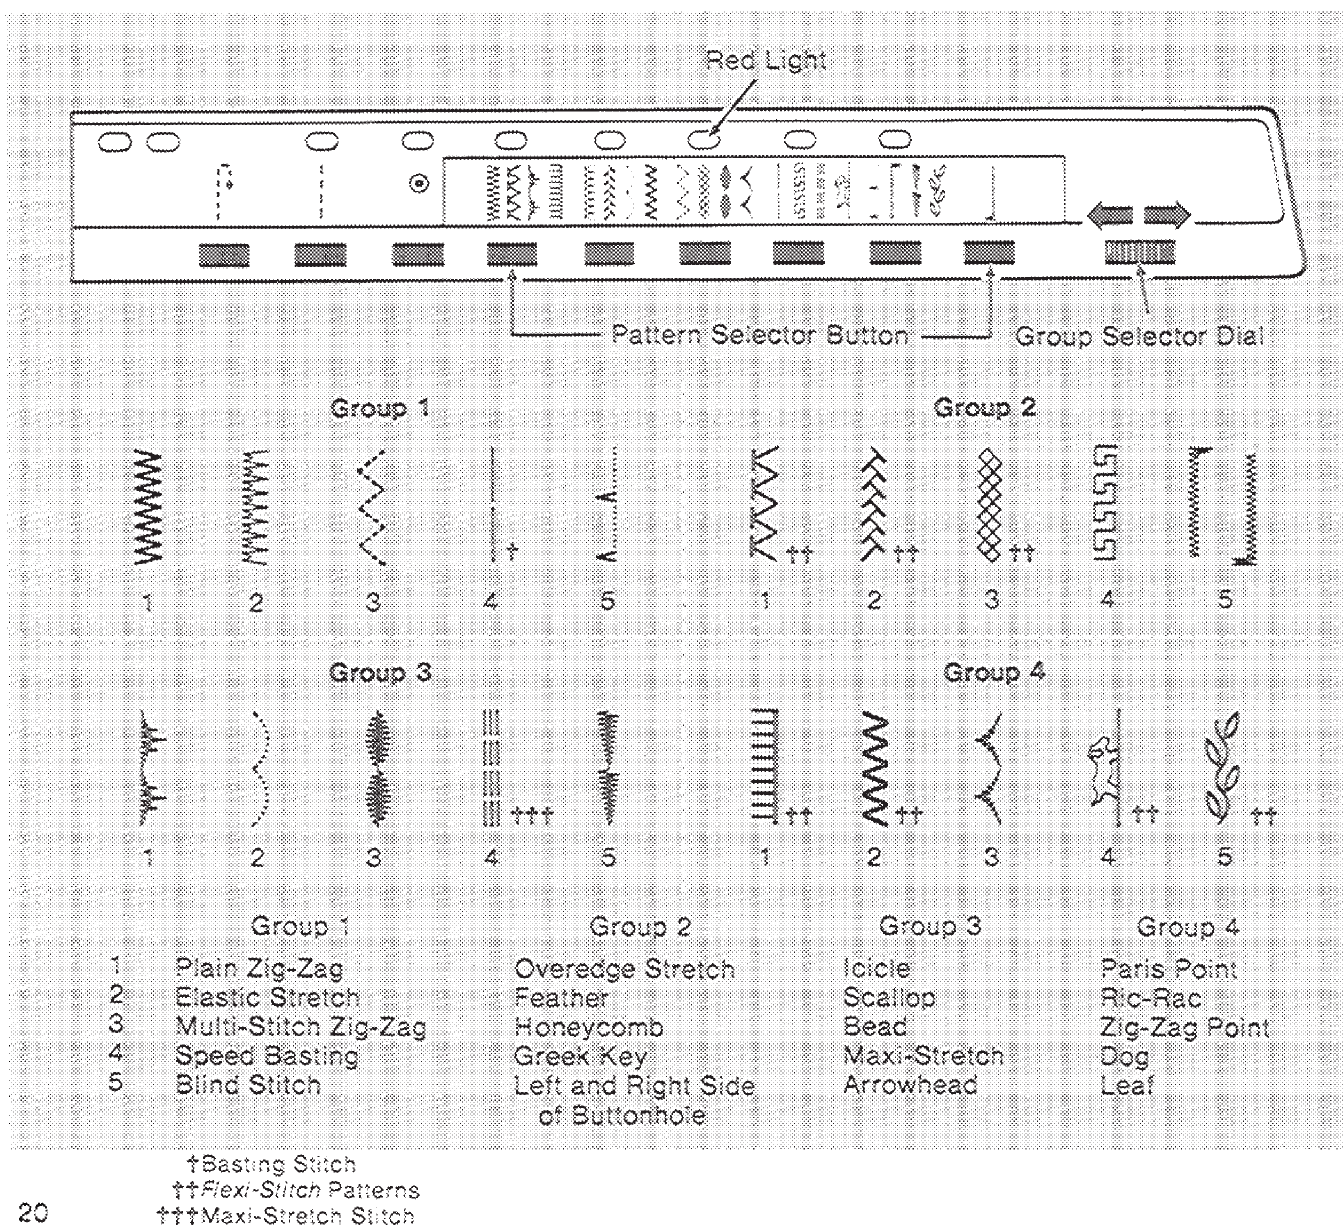 Red Light
Pattern Selector Button
Group Selector Dial
Group 1 Group 2
† †† †† ††
1 2 3 4 5 1 2 3 4 5
Group 3 Group 4
††† †† †† †† ††
1 2 3 4 5 1 2 3 4 5
Group 1 Group 2 Group 3 Group 4
1 Plain Zig-Zag Overedge Stretch Icicle Paris Point
2 Elastic Stretch Feather Scallop Ric-Rac
3 Multi-Stitch Zig-Zag Honeycomb Bead Zig-Zag Point
4 Speed Basting Greek Key Maxi-Stretch Dog
5 Blind Stitch Left and Right Side Arrowhead Leaf
of Buttonhole
†Basting Stitch
††Flexi-Stitch Patterns
†††Maxi-Stretch Stitch
20